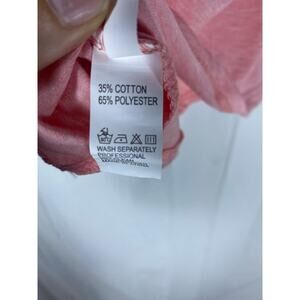 35% COTTON
65% POLYESTER
WASH SEPARATELY
PROFESSIONAL